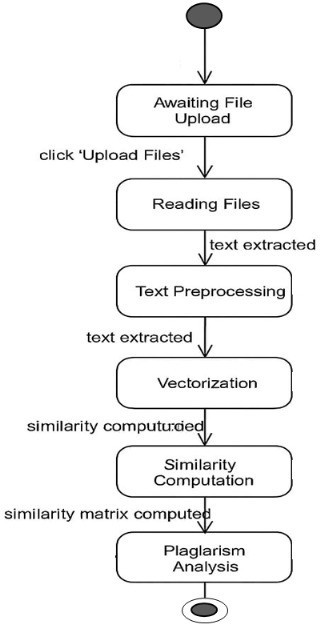 Awaiting File
Upload
click ‘Upload Files’
Reading Files
text extracted
Text Preprocessing
text extracted
Vectorization
similarity
Similarity
Computation
similarity matrix computed
Plaglarism
Analysis